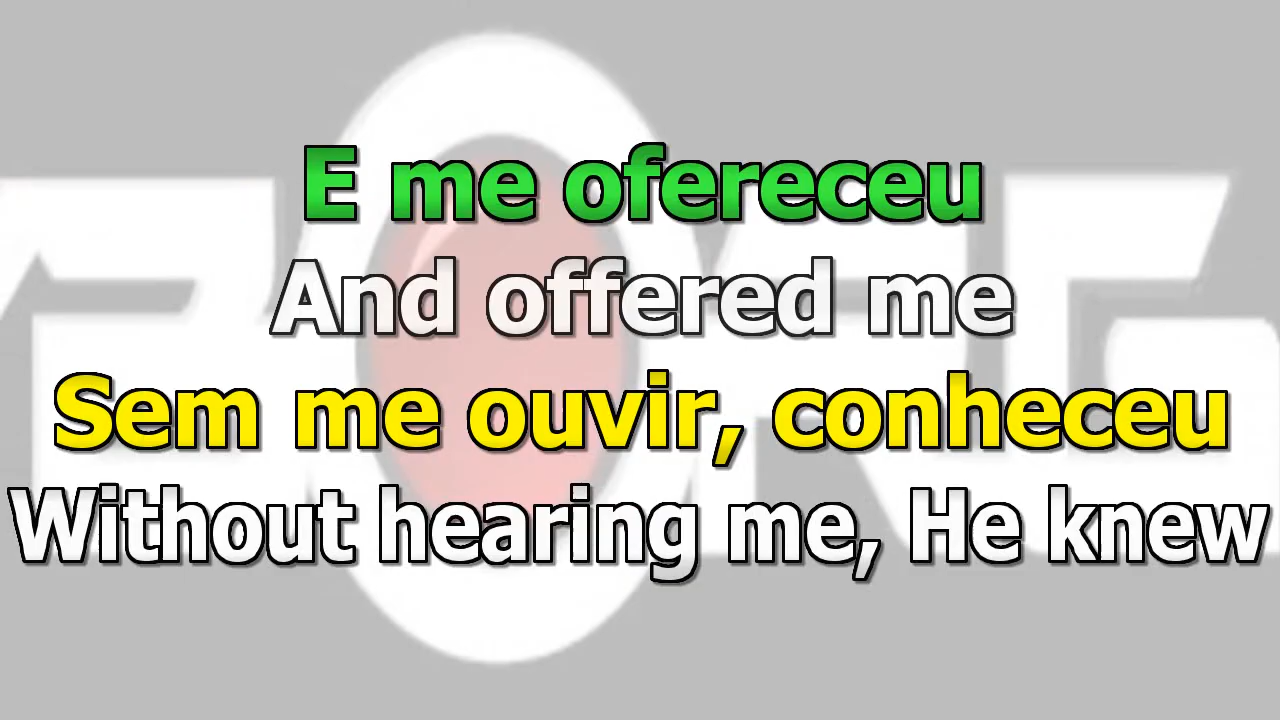 E me ofereceu
And offered me
Sem me ouvir, conheceu
Without hearing me, He knew